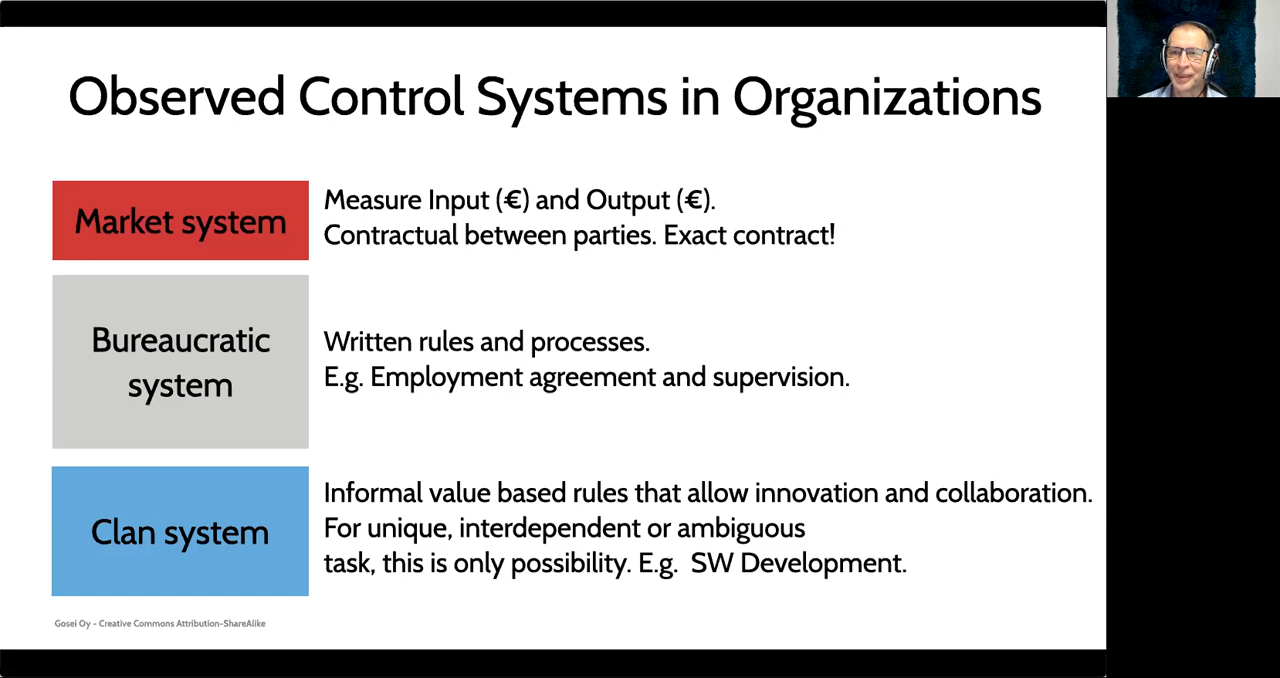 Observed Control Systems in Organizations
Market system
Measure Input (€) and Output (€).
Contractual between parties. Exact contract!
Bureaucratic
system
Written rules and processes.
E.g. Employment agreement and supervision.
Clan system
Informal value based rules that allow innovation and collaboration.
For unique, interdependent or ambiguous
task, this is only possibility. E.g.  SW Development.
Gosei Oy - Creative Commons Attribution-ShareAlike